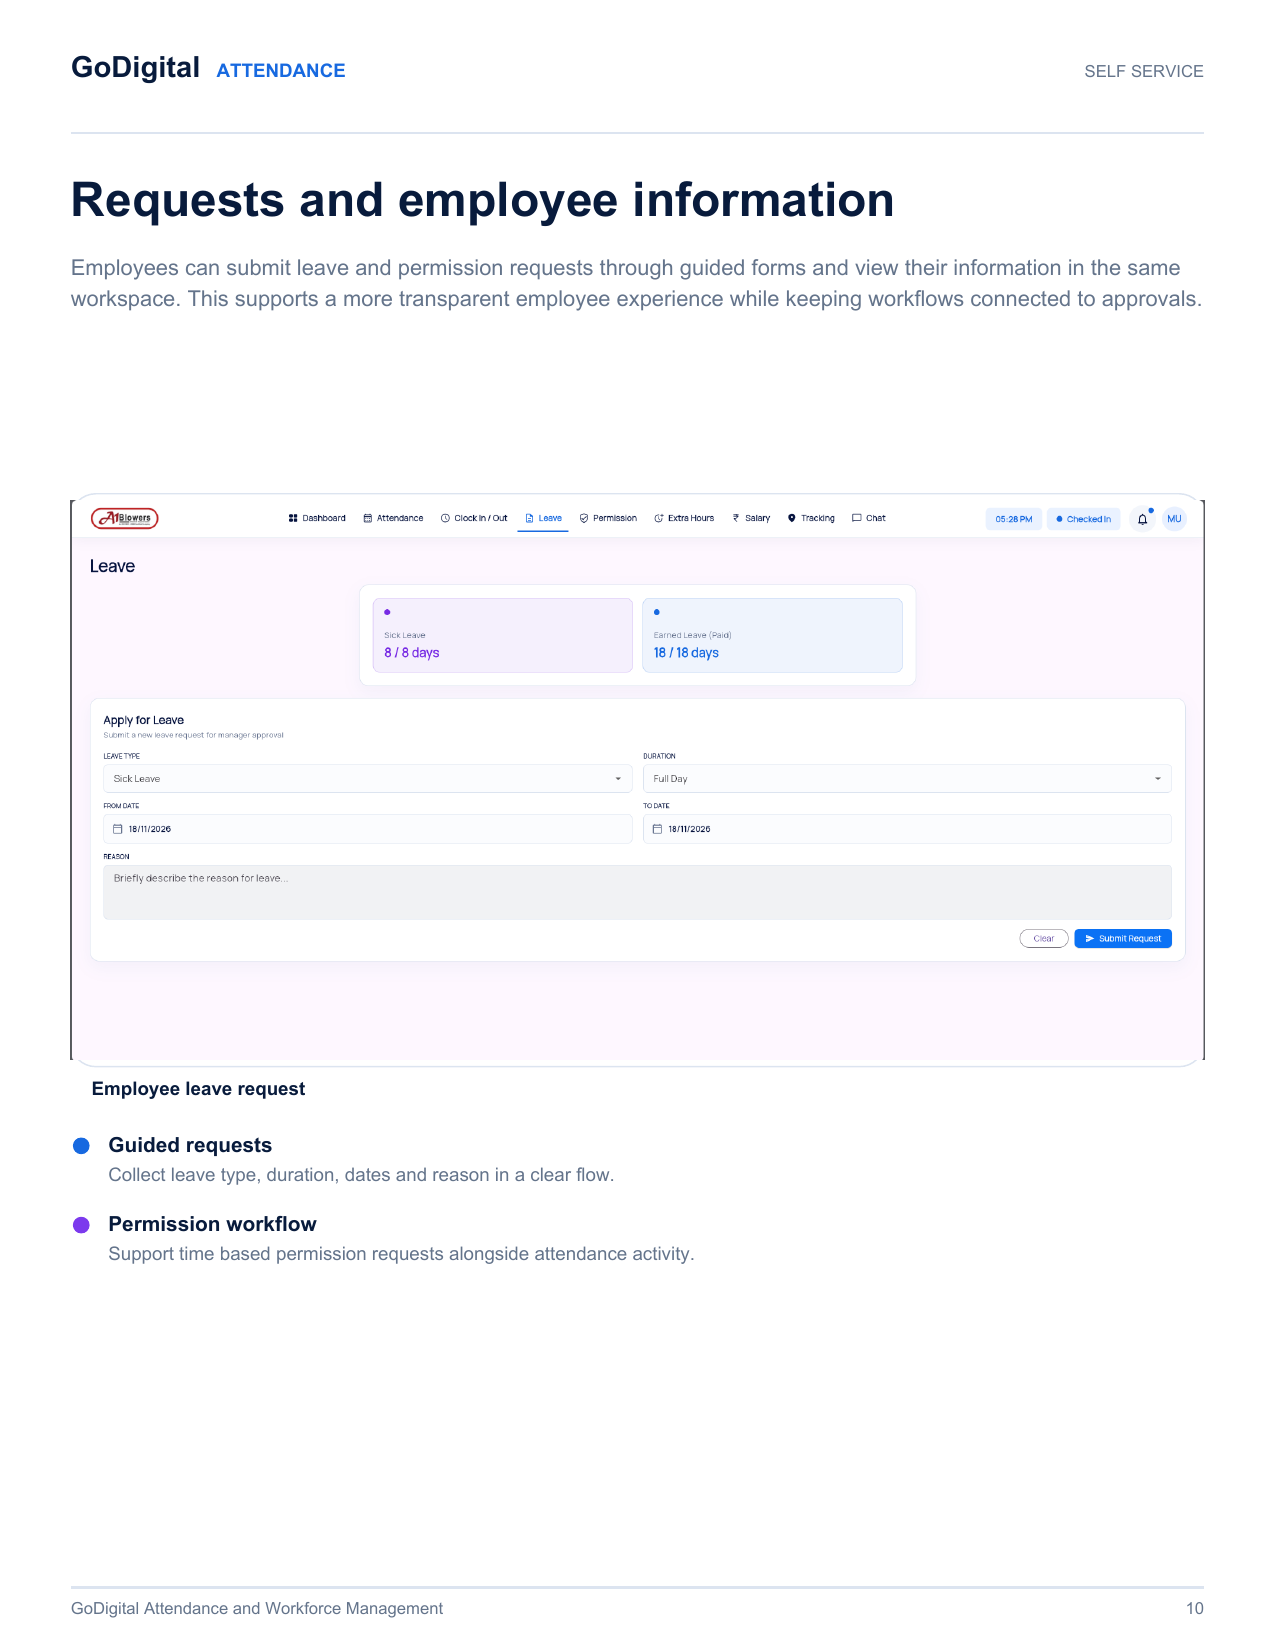 GoDigital ATTENDANCE
SELF SERVICE
Requests and employee information
Employees can submit leave and permission requests through guided forms and view their information in the same
workspace. This supports a more transparent employee experience while keeping workflows connected to approvals.
A1Blowers
Dashboard Attendance Clock In / Out Leave Permission Extra Hours Salary Tracking Chat
05:28 PM Checked In MU
Leave
Sick Leave
8 / 8 days
Earned Leave (Paid)
18 / 18 days
Apply for Leave
Submit a new leave request for manager approval
LEAVE TYPE
DURATION
Sick Leave
Full Day
FROM DATE
TO DATE
18/11/2026
18/11/2026
REASON
Briefly describe the reason for leave...
Clear
Submit Request
Employee leave request
Guided requests
Collect leave type, duration, dates and reason in a clear flow.
Permission workflow
Support time based permission requests alongside attendance activity.
GoDigital Attendance and Workforce Management
10